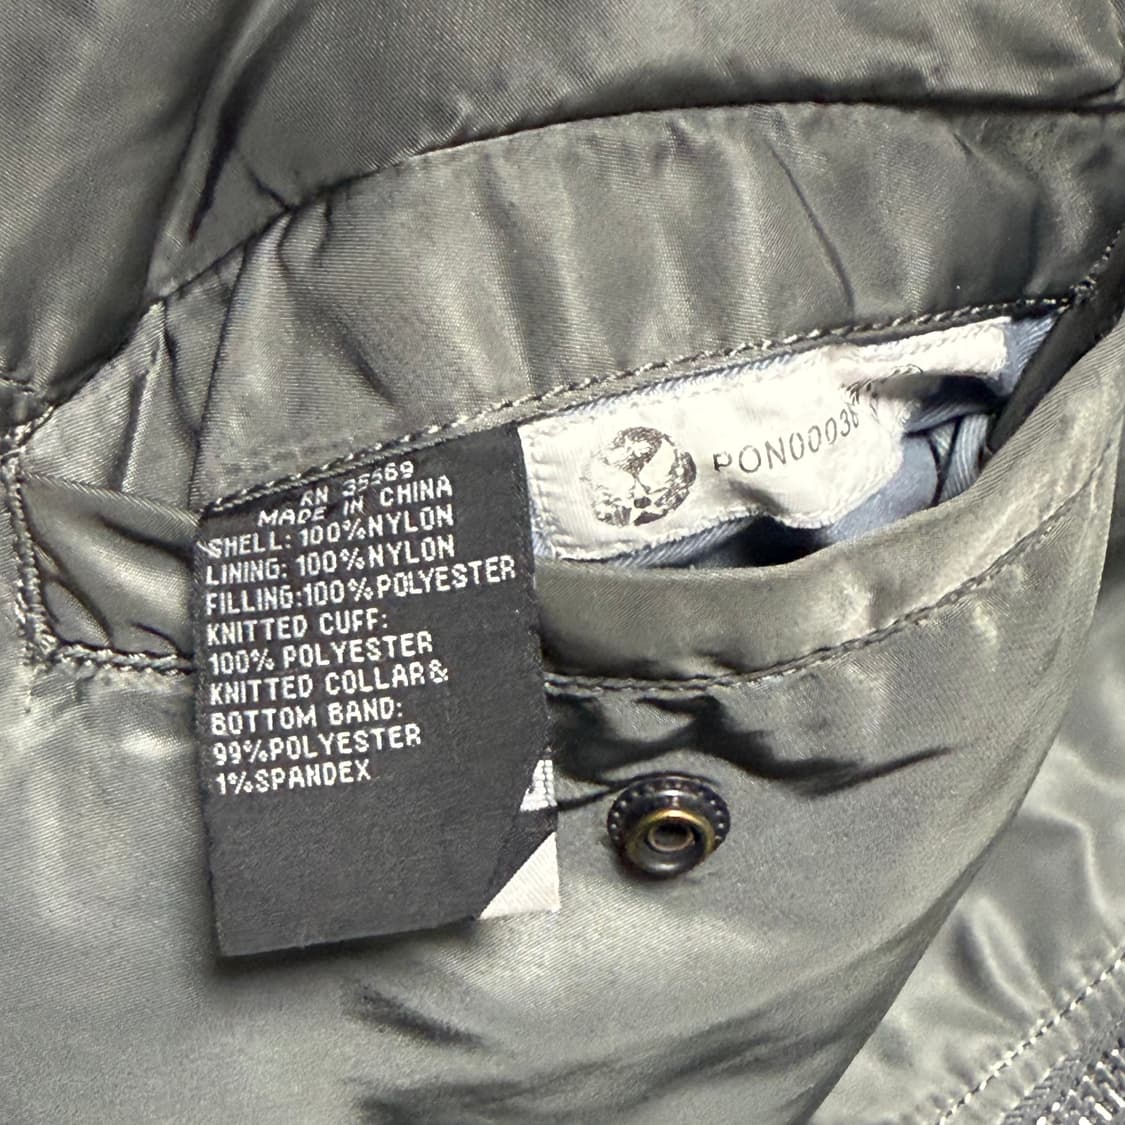 RN 35569
MADE IN CHINA
SHELL: 100%NYLON
LINING: 100%NYLON
FILLING:100%POLYESTER
KNITTED CUFF:
100% POLYESTER
KNITTED COLLAR&
BOTTOM BAND:
99%POLYESTER
1%SPANDEX
PON00036